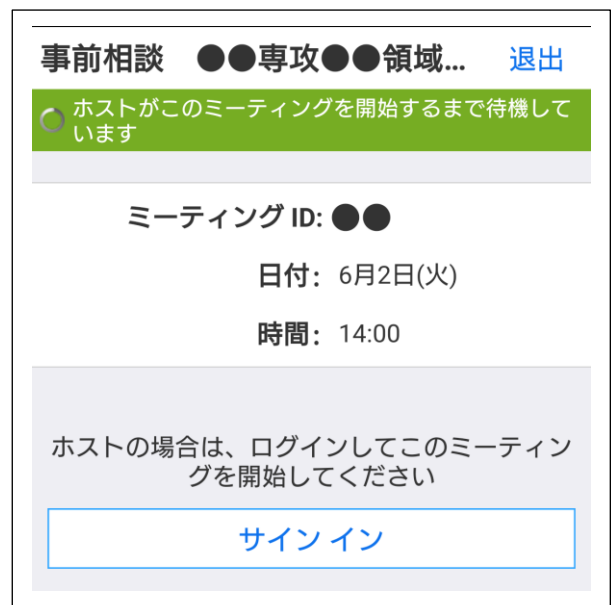 事前相談　●●専攻●●領域...
退出
ホストがこのミーティングを開始するまで待機して
います
ミーティング ID: ●●
日付: 6月2日(火)
時間: 14:00
ホストの場合は、ログインしてこのミーティン
グを開始してください
サイン イン